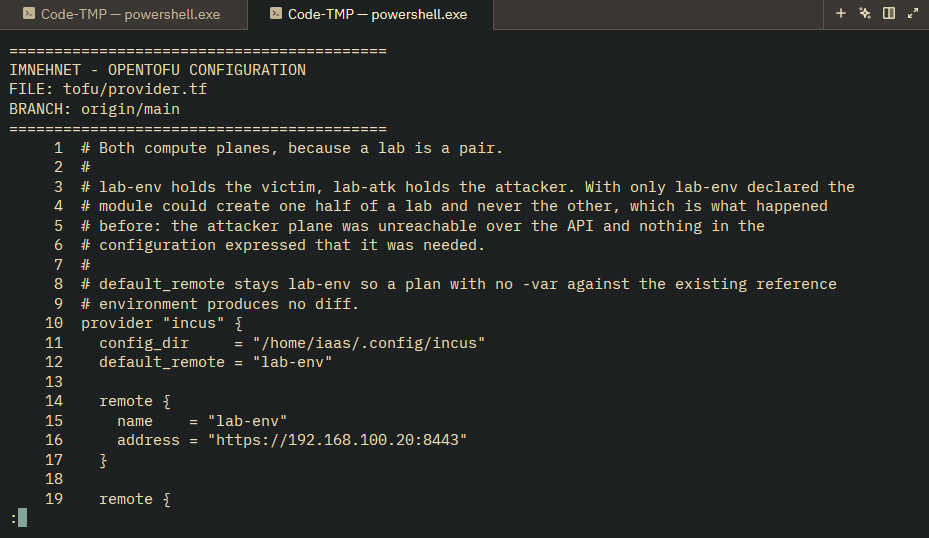 Code-TMP — powershell.exe
Code-TMP — powershell.exe
==========================================
IMNEHNET - OPENTOFU CONFIGURATION
FILE: tofu/provider.tf
BRANCH: origin/main
==========================================
1  # Both compute planes, because a lab is a pair.
2  #
3  # lab-env holds the victim, lab-atk holds the attacker. With only lab-env declared the
4  # module could create one half of a lab and never the other, which is what happened
5  # before: the attacker plane was unreachable over the API and nothing in the
6  # configuration expressed that it was needed.
7  #
8  # default_remote stays lab-env so a plan with no -var against the existing reference
9  # environment produces no diff.
10  provider "incus" {
11    config_dir     = "/home/iaas/.config/incus"
12    default_remote = "lab-env"
13
14    remote {
15      name    = "lab-env"
16      address = "https://192.168.100.20:8443"
17    }
18
19    remote {
: